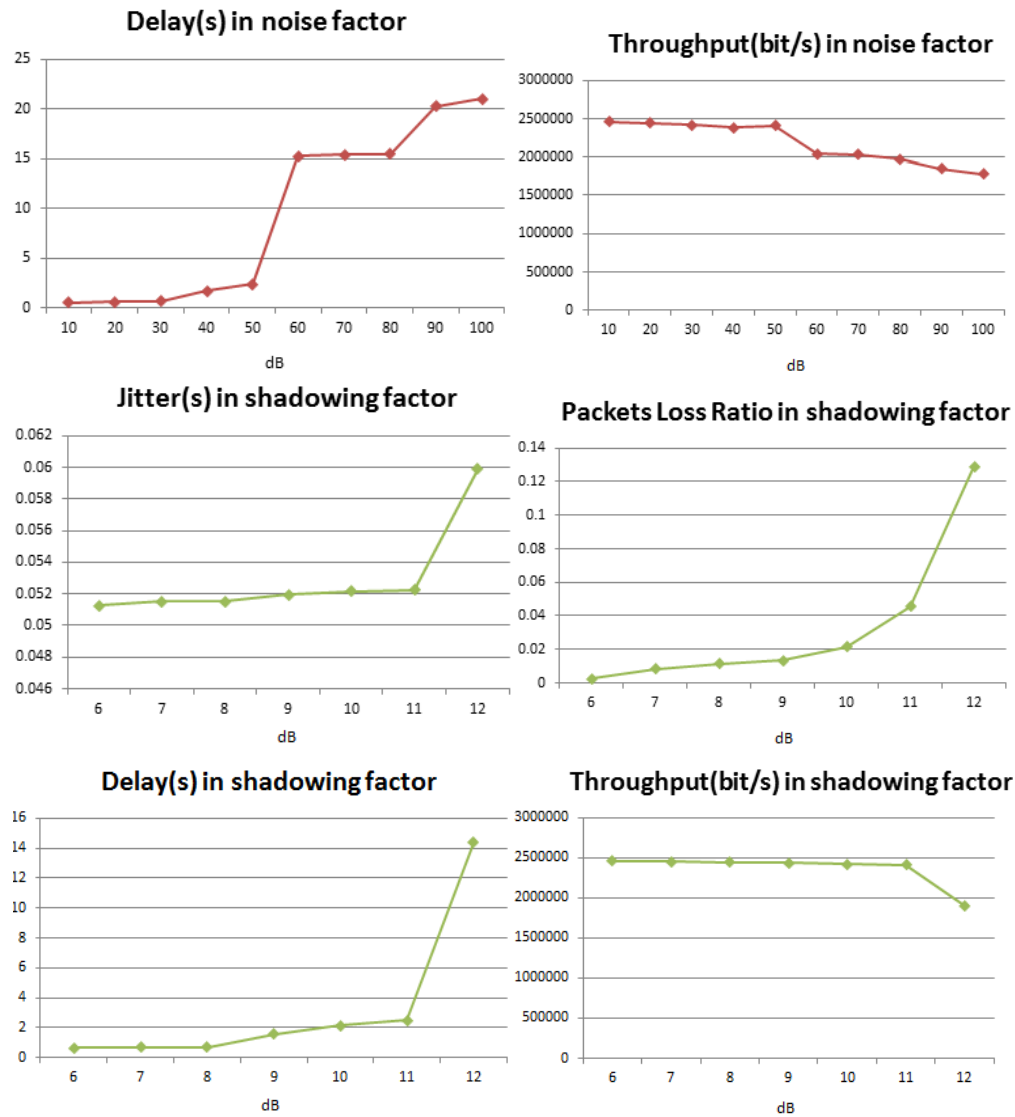 Delay(s) in noise factor
25
20
15
10
5
0
10 20 30 40 50 60 70 80 90 100
dB
Throughput(bit/s) in noise factor
3000000
2500000
2000000
1500000
1000000
500000
0
10 20 30 40 50 60 70 80 90 100
dB
Jitter(s) in shadowing factor
0.062
0.06
0.058
0.056
0.054
0.052
0.05
0.048
0.046
6 7 8 9 10 11 12
dB
Packets Loss Ratio in shadowing factor
0.14
0.12
0.1
0.08
0.06
0.04
0.02
0
6 7 8 9 10 11 12
dB
Delay(s) in shadowing factor
16
14
12
10
8
6
4
2
0
6 7 8 9 10 11 12
dB
Throughput(bit/s) in shadowing factor
3000000
2500000
2000000
1500000
1000000
500000
0
6 7 8 9 10 11 12
dB